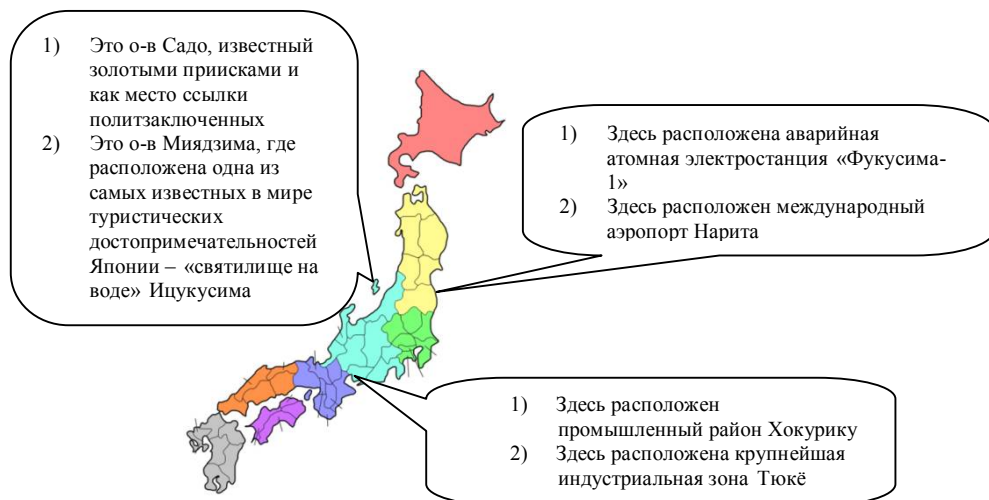 1) Это о-в Садо, известный
золотыми приисками и
как место ссылки
политзаключенных
2) Это о-в Миядзима, где
расположена одна из
самых известных в мире
туристических
достопримечательностей
Японии – «святилище на
воде» Ицукусима
1) Здесь расположена аварийная
атомная электростанция «Фукусима-
1»
2) Здесь расположен международный
аэропорт Нарита
1) Здесь расположен
промышленный район Хокурику
2) Здесь расположена крупнейшая
индустриальная зона Тюкё